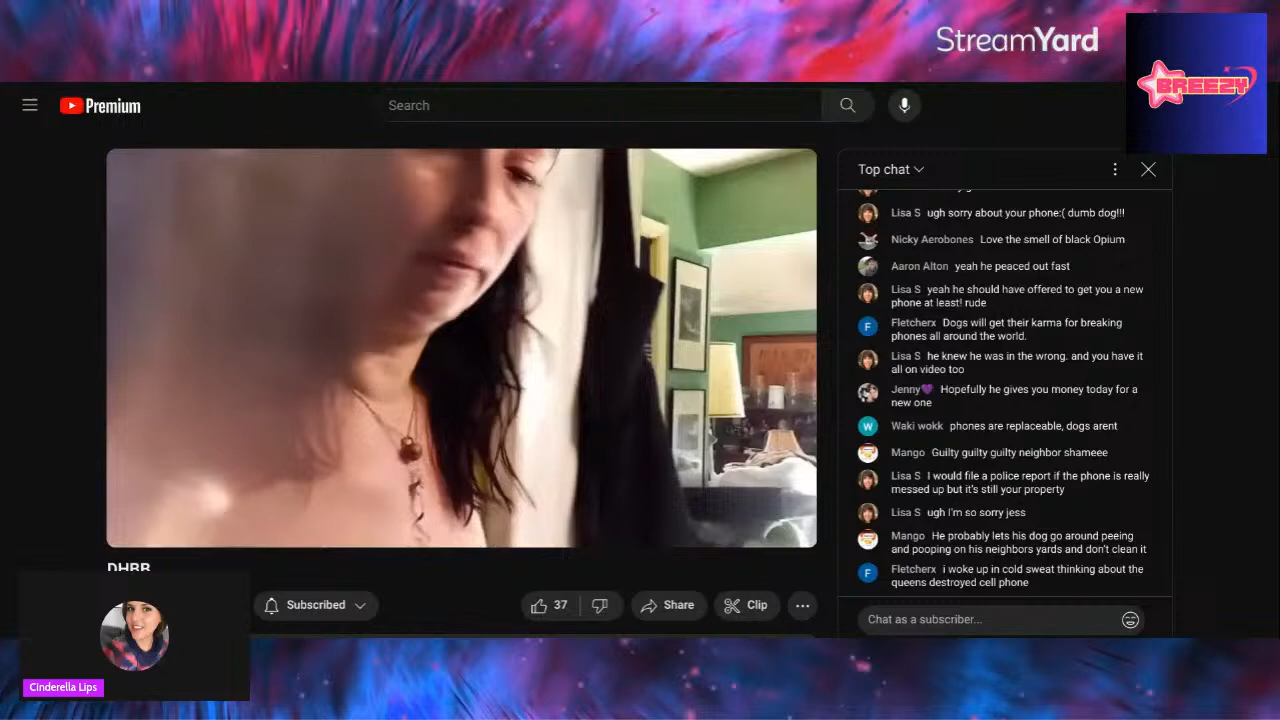 StreamYard
BREEZY
Premium
Search
Top chat
Lisa S ugh sorry about your phone:( dumb dog!!!
Nicky Aerobones Love the smell of black Opium
Aaron Alton yeah he peaced out fast
Lisa S yeah he should have offered to get you a new
phone at least! rude
F Fletcherx Dogs will get their karma for breaking
phones all around the world.
Lisa S he knew he was in the wrong. and you have it
all on video too
Jenny💜 Hopefully he gives you money today for a
new one
W Waki wokk phones are replaceable, dogs arent
Mango Guilty guilty guilty neighbor shameee
Lisa S I would file a police report if the phone is really
messed up but it's still your property
Lisa S ugh I'm so sorry jess
Mango He probably lets his dog go around peeing
and pooping on his neighbors yards and don't clean it
F Fletcherx i woke up in cold sweat thinking about the
queens destroyed cell phone
Chat as a subscriber...
Subscribed
37
Share
Clip
Cinderella Lips